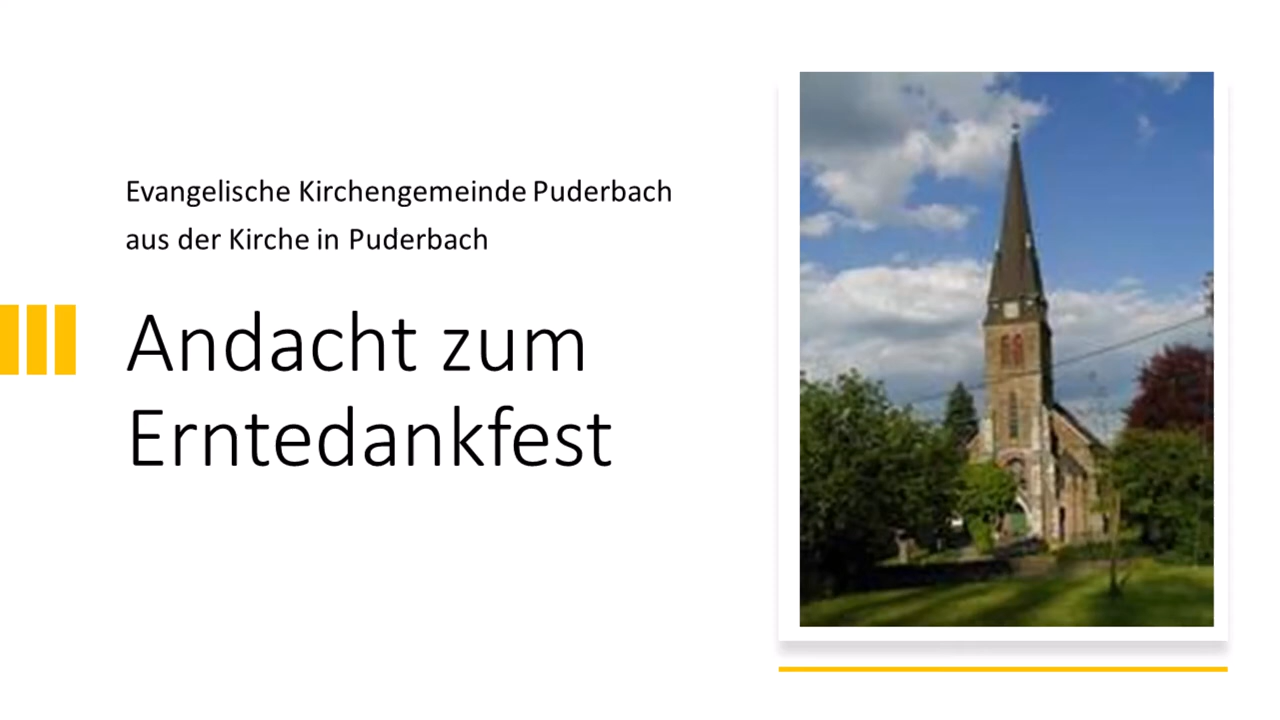 Evangelische Kirchengemeinde Puderbach
aus der Kirche in Puderbach
Andacht zum
Erntedankfest